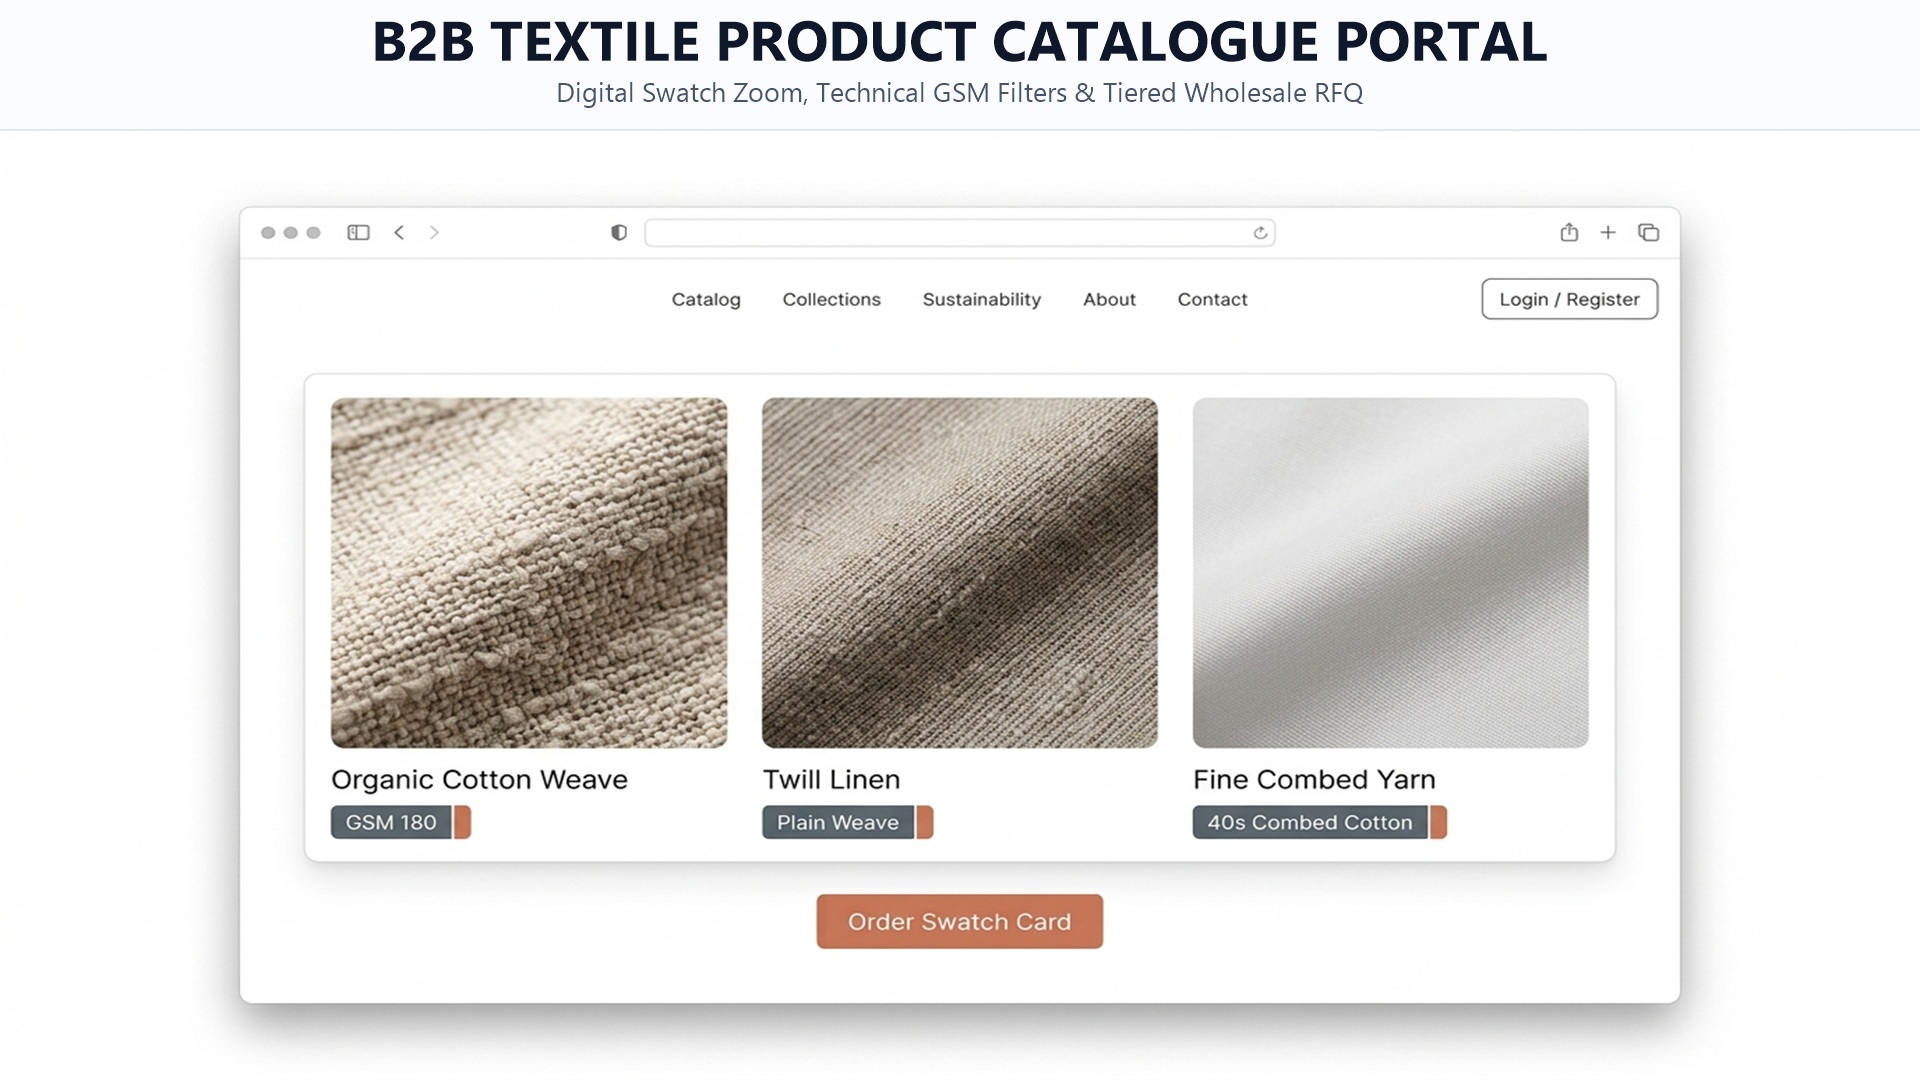 B2B TEXTILE PRODUCT CATALOGUE PORTAL
Digital Swatch Zoom, Technical GSM Filters & Tiered Wholesale RFQ
Catalog Collections Sustainability About Contact Login / Register
Organic Cotton Weave Twill Linen Fine Combed Yarn
GSM 180 Plain Weave 40s Combed Cotton
Order Swatch Card